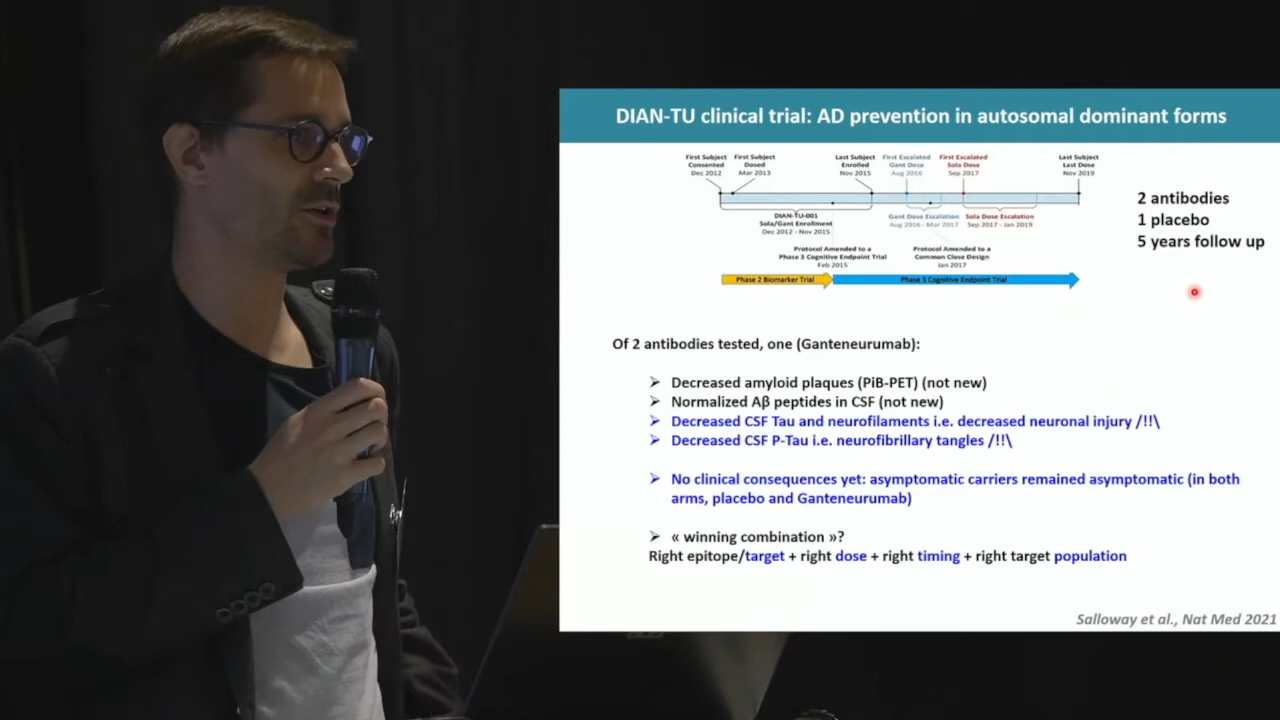 DIAN-TU clinical trial: AD prevention in autosomal dominant forms
First Subject
Consented
Dec 2012
First Subject
Dosed
Mar 2013
Last Subject
Enrolled
Nov 2015
First Escalated
Gant Dose
Aug 2016
First Escalated
Sola Dose
Sep 2017
Last Subject
Last Dose
Nov 2019
DIAN-TU-001
Sola/Gant Enrollment
Dec 2012 - Nov 2015
Gant Dose Escalation
Aug 2016 - Mar 2017
Sola Dose Escalation
Sep 2017 - Jan 2019
Protocol Amended to a
Phase 3 Cognitive Endpoint Trial
Feb 2015
Protocol Amended to a
Common Close Design
Jan 2017
Phase 2 Biomarker Trial
Phase 3 Cognitive Endpoint Trial
2 antibodies
1 placebo
5 years follow up
Of 2 antibodies tested, one (Ganteneurumab):
➢ Decreased amyloid plaques (PiB-PET) (not new)
➢ Normalized Aβ peptides in CSF (not new)
➢ Decreased CSF Tau and neurofilaments i.e. decreased neuronal injury /!!\
➢ Decreased CSF P-Tau i.e. neurofibrillary tangles /!!\
➢ No clinical consequences yet: asymptomatic carriers remained asymptomatic (in both
arms, placebo and Ganteneurumab)
➢ « winning combination »?
Right epitope/target + right dose + right timing + right target population
Salloway et al., Nat Med 2021
acer